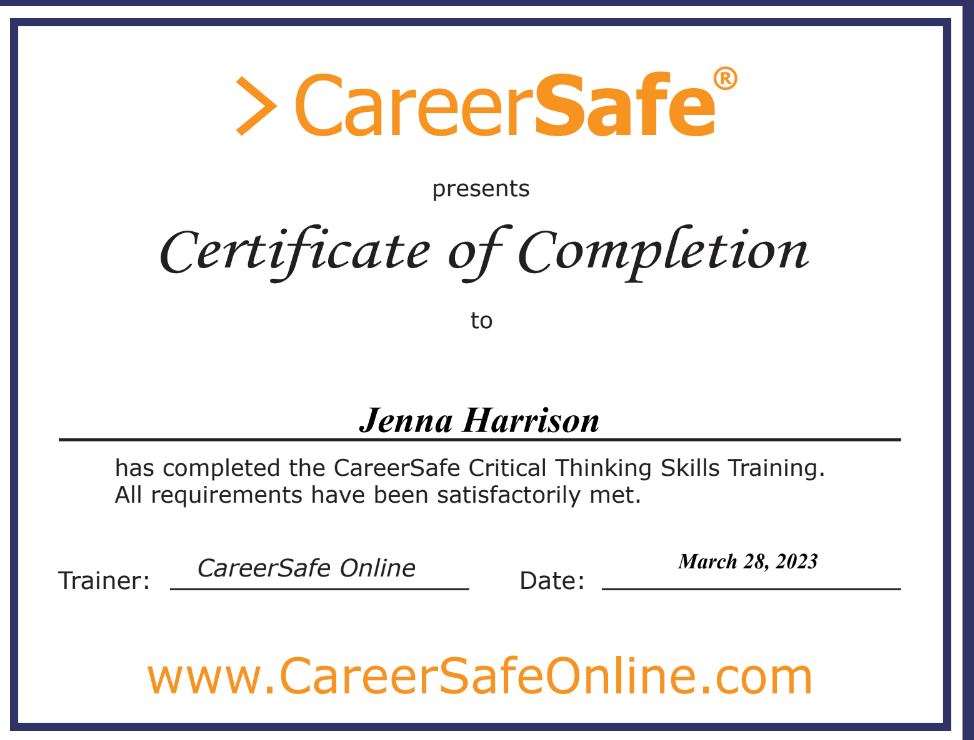 > CareerSafe®
presents
Certificate of Completion
to
Jenna Harrison
has completed the CareerSafe Critical Thinking Skills Training.
All requirements have been satisfactorily met.
Trainer: CareerSafe Online Date: March 28, 2023
www.CareerSafeOnline.com